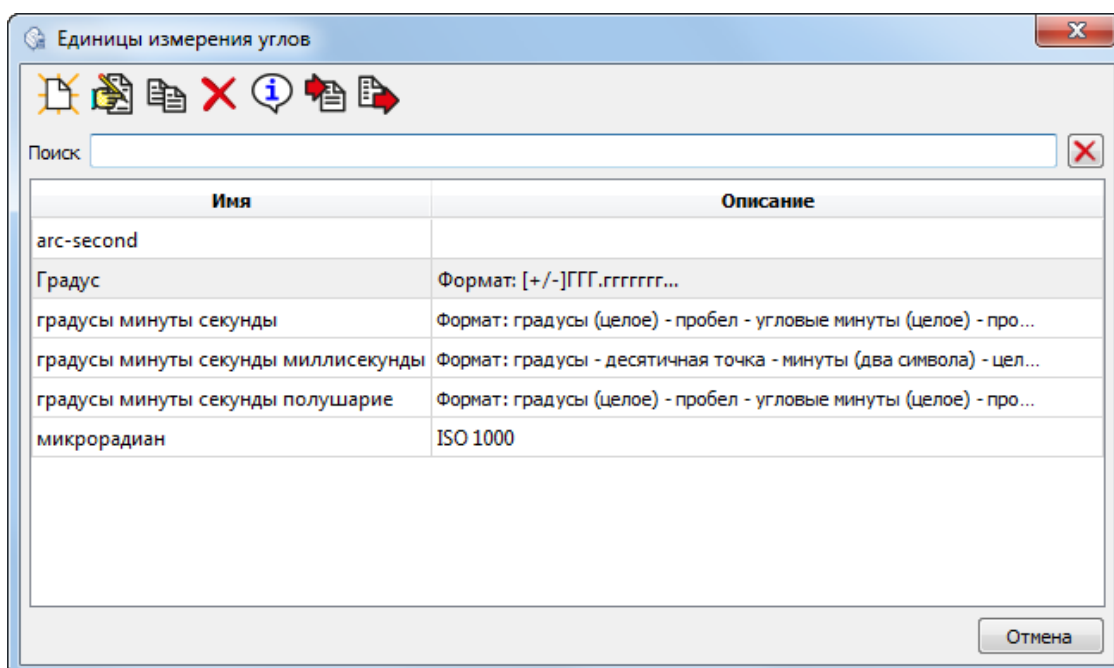 Единицы измерения углов
Поиск
Имя Описание
arc-second
Градус Формат: [+/-]ГГГ.ггггггг...
градусы минуты секунды Формат: градусы (целое) - пробел - угловые минуты (целое) - про...
градусы минуты секунды миллисекунды Формат: градусы - десятичная точка - минуты (два символа) - цел...
градусы минуты секунды полушарие Формат: градусы (целое) - пробел - угловые минуты (целое) - про...
микрорадиан ISO 1000
Отмена